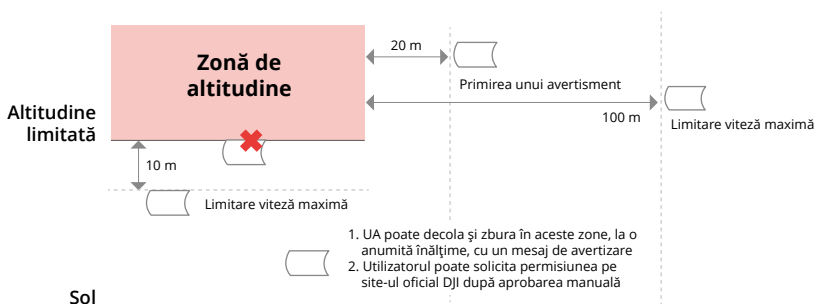 Zonă de
altitudine
20 m
Primirea unui avertisment
100 m
Limitare viteză maximă
Altitudine
limitată
10 m
Limitare viteză maximă
1. UA poate decola și zbura în aceste zone, la o
anumită înălțime, cu un mesaj de avertizare
2. Utilizatorul poate solicita permisiunea pe
site-ul oficial DJI după aprobarea manuală
Sol